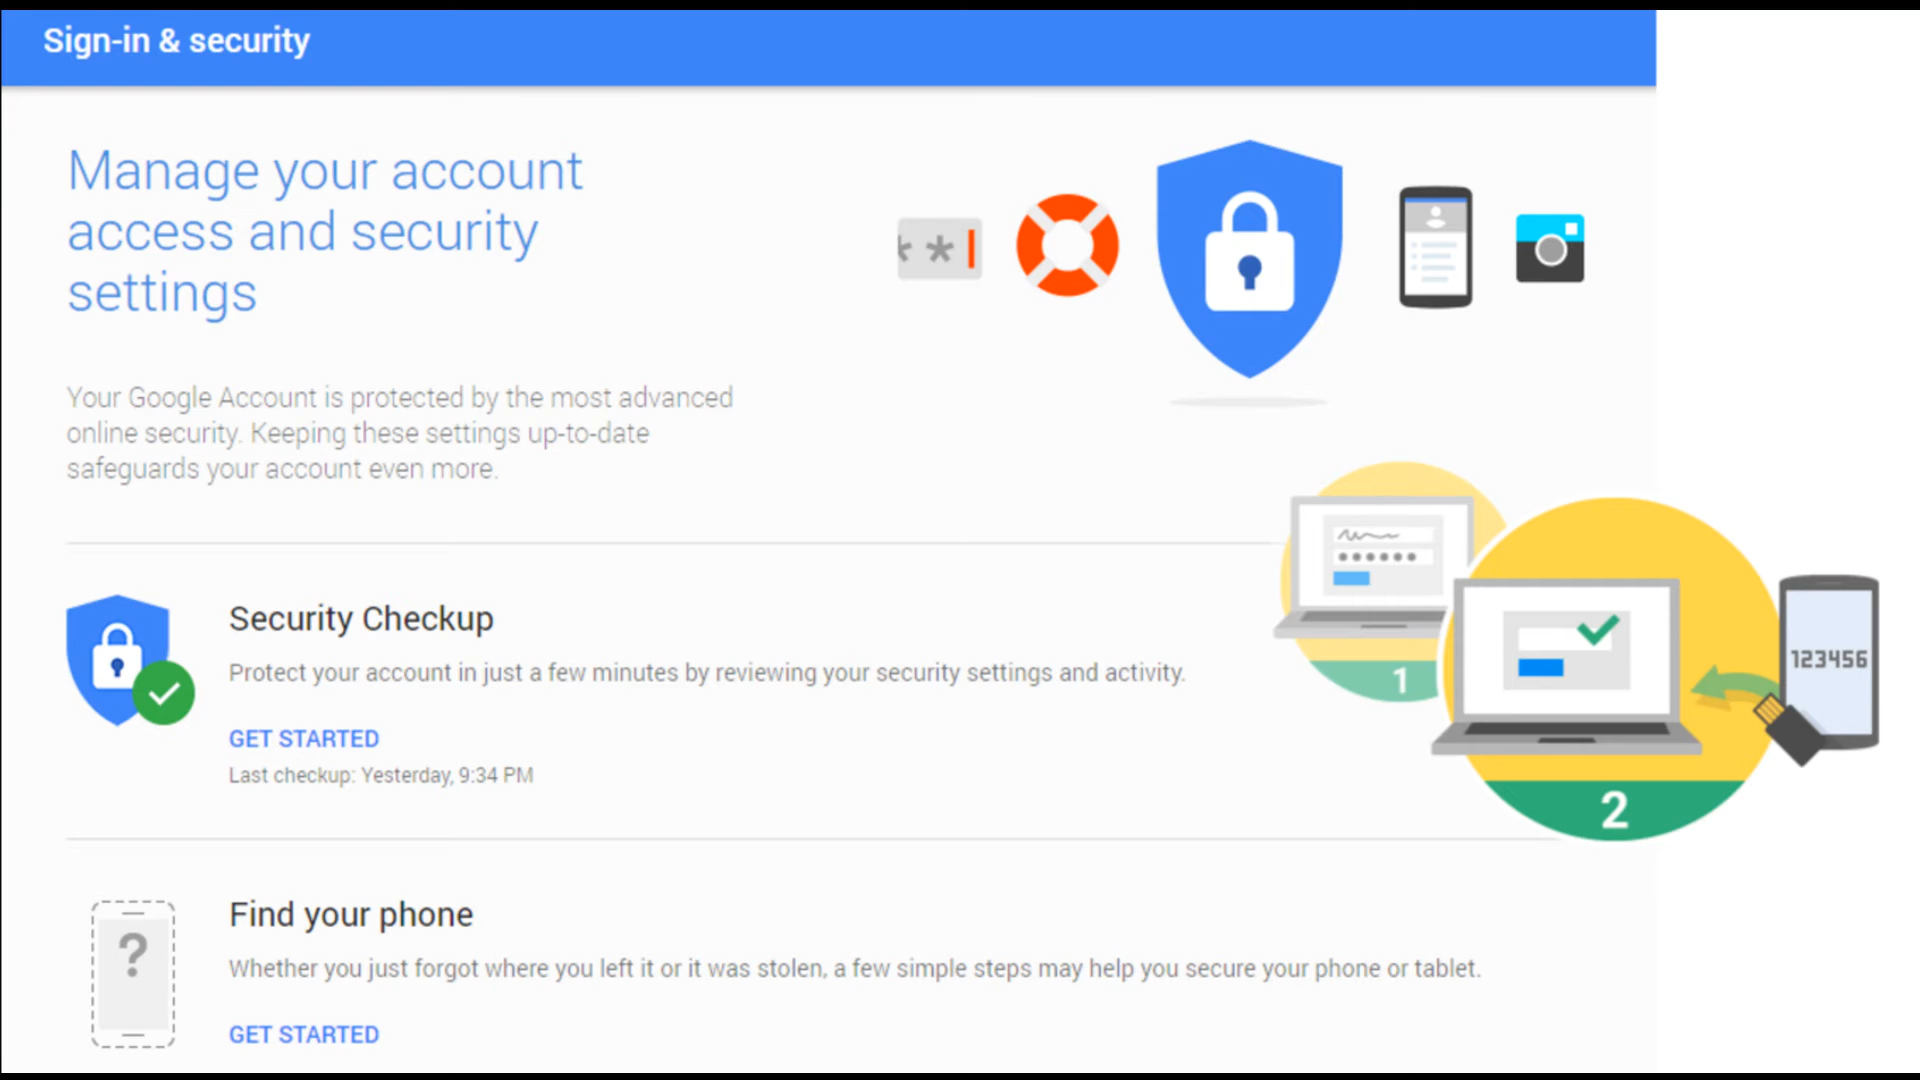 Sign-in & security
Manage your account
access and security
settings
**
Your Google Account is protected by the most advanced
online security. Keeping these settings up-to-date
safeguards your account even more.
Security Checkup
Protect your account in just a few minutes by reviewing your security settings and activity.
GET STARTED
Last checkup: Yesterday, 9:34 PM
1
123456
2
Find your phone
?
Whether you just forgot where you left it or it was stolen, a few simple steps may help you secure your phone or tablet.
GET STARTED